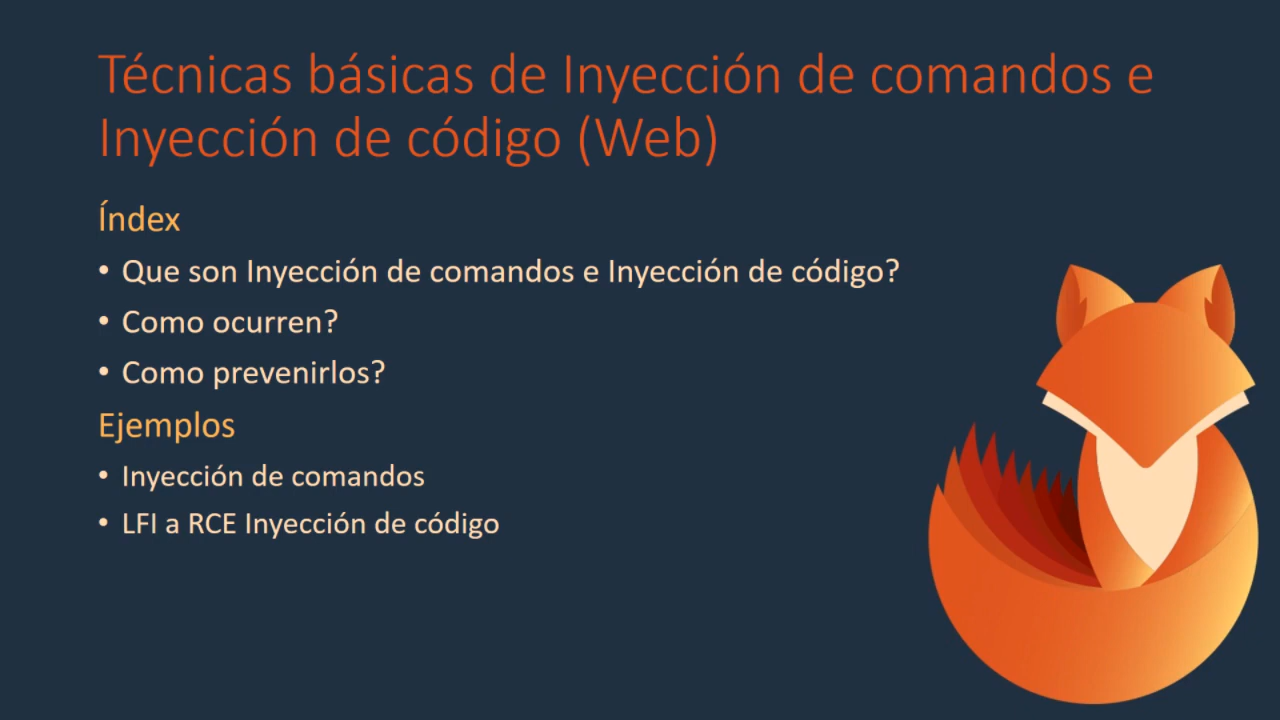 Técnicas básicas de Inyección de comandos e
Inyección de código (Web)
Índex
• Que son Inyección de comandos e Inyección de código?
• Como ocurren?
• Como prevenirlos?
Ejemplos
• Inyección de comandos
• LFI a RCE Inyección de código